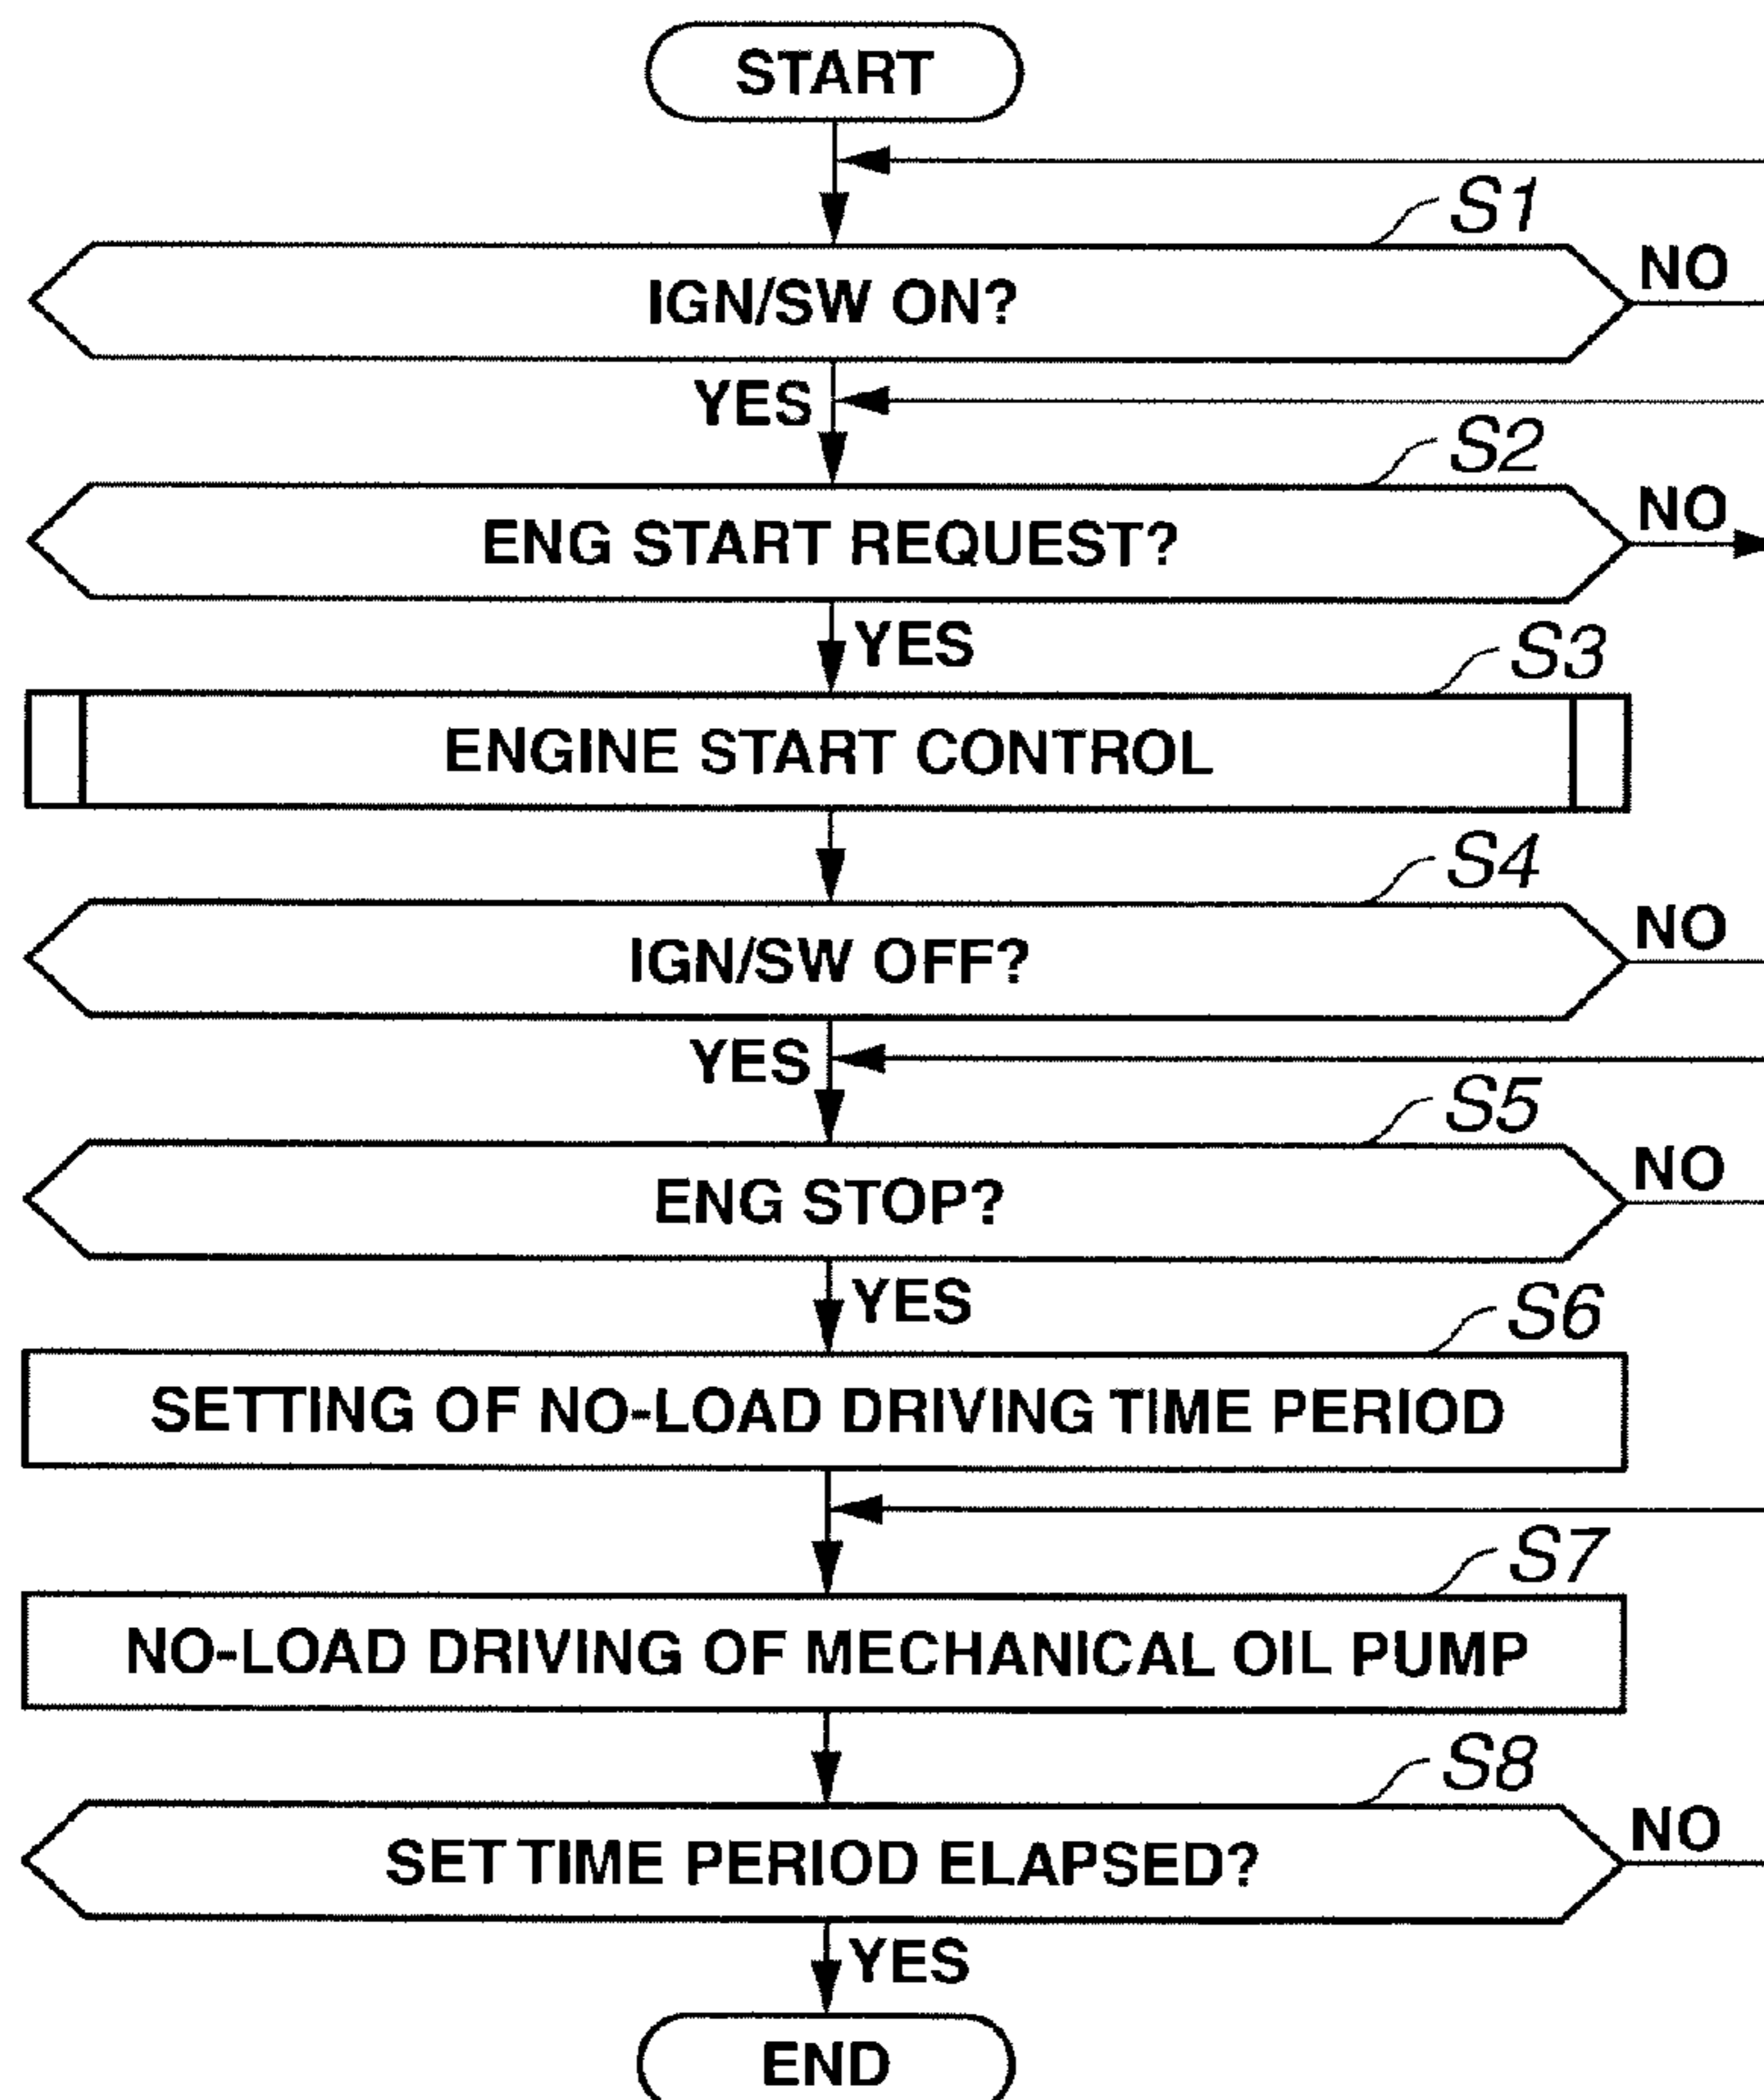 START
S1
IGN/SW ON?
NO
YES
S2
ENG START REQUEST?
NO
YES
S3
ENGINE START CONTROL
S4
IGN/SW OFF?
NO
YES
S5
ENG STOP?
NO
YES
S6
SETTING OF NO-LOAD DRIVING TIME PERIOD
S7
NO-LOAD DRIVING OF MECHANICAL OIL PUMP
S8
SET TIME PERIOD ELAPSED?
NO
YES
END